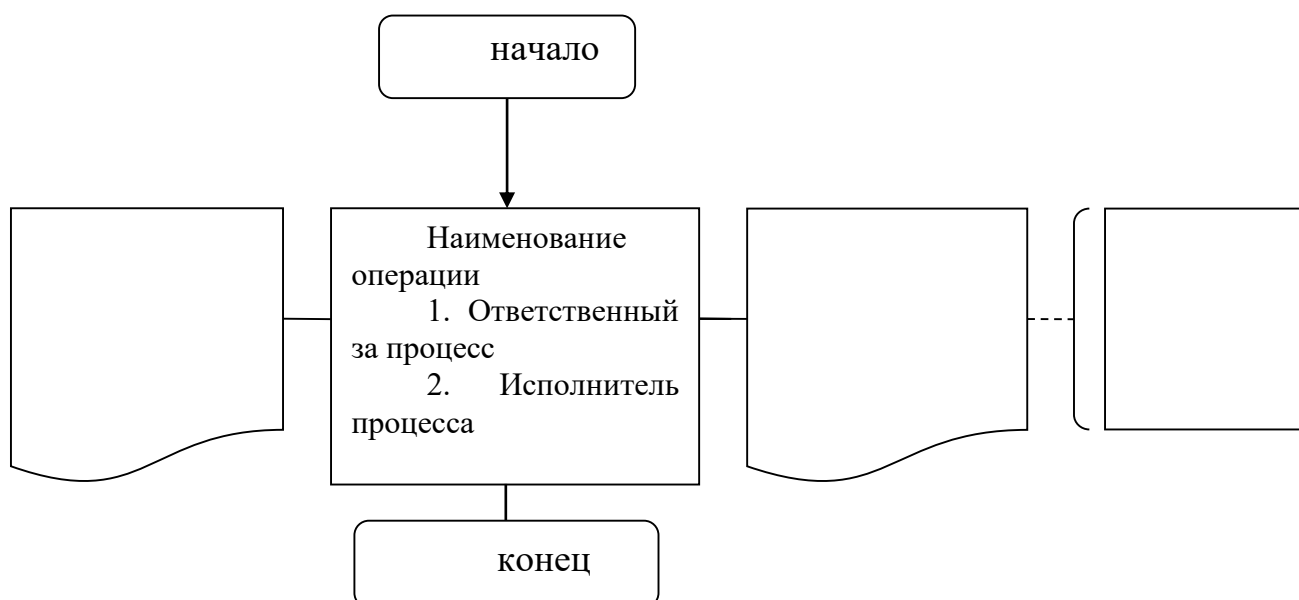 начало
Наименование
операции
1. Ответственный
за процесс
2. Исполнитель
процесса
конец